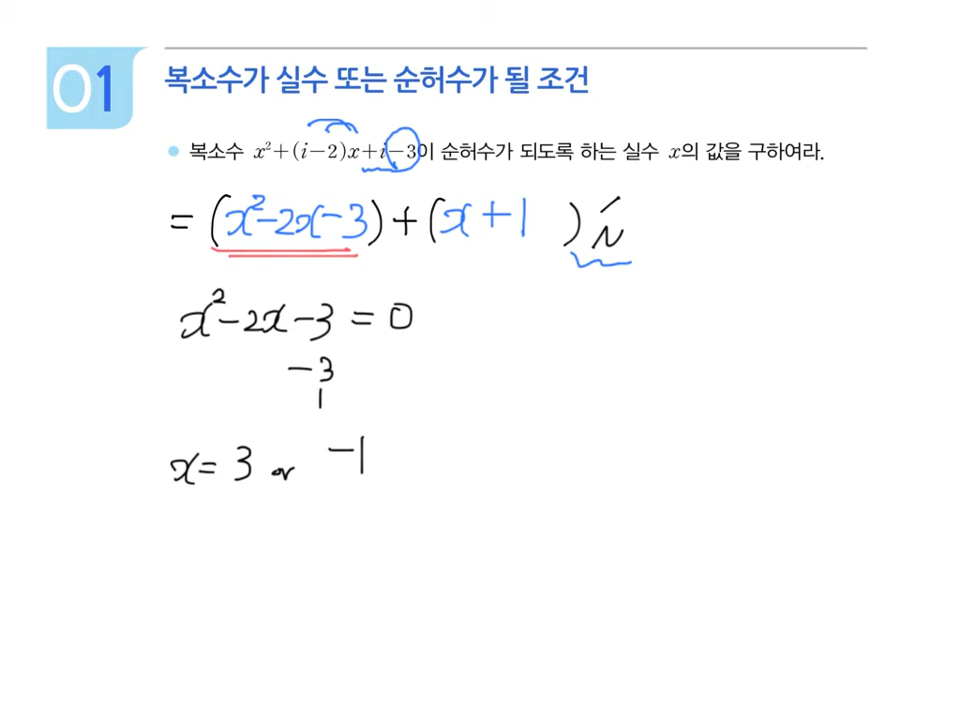 01 복소수가 실수 또는 순허수가 될 조건
복소수 x²+(i−2)x+i−3이 순허수가 되도록 하는 실수 x의 값을 구하여라.
= (x²−2x−3)+(x+1)i
x²−2x−3=0
−3
1
x=3 or −1